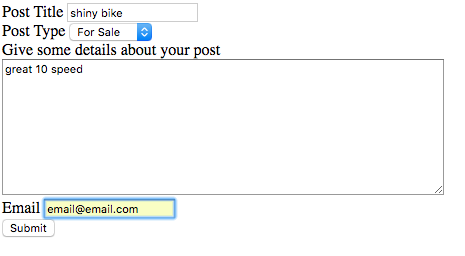 Post Title shiny bike
Post Type For Sale
Give some details about your post
great 10 speed
Email email@email.com
Submit